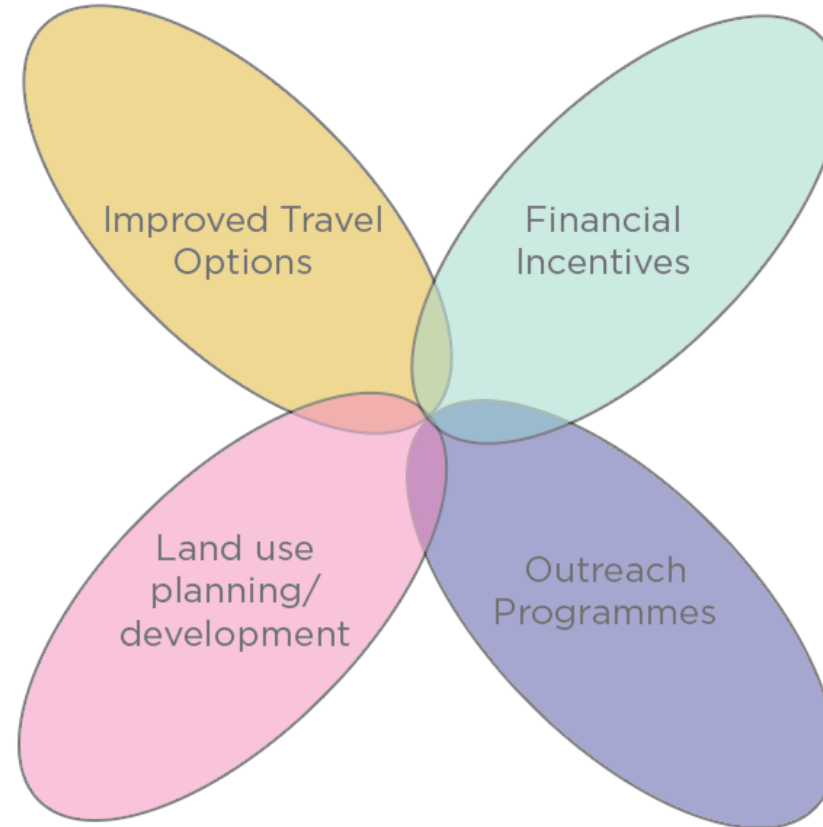 Improved Travel
Options
Financial
Incentives
Land use
planning/
development
Outreach
Programmes